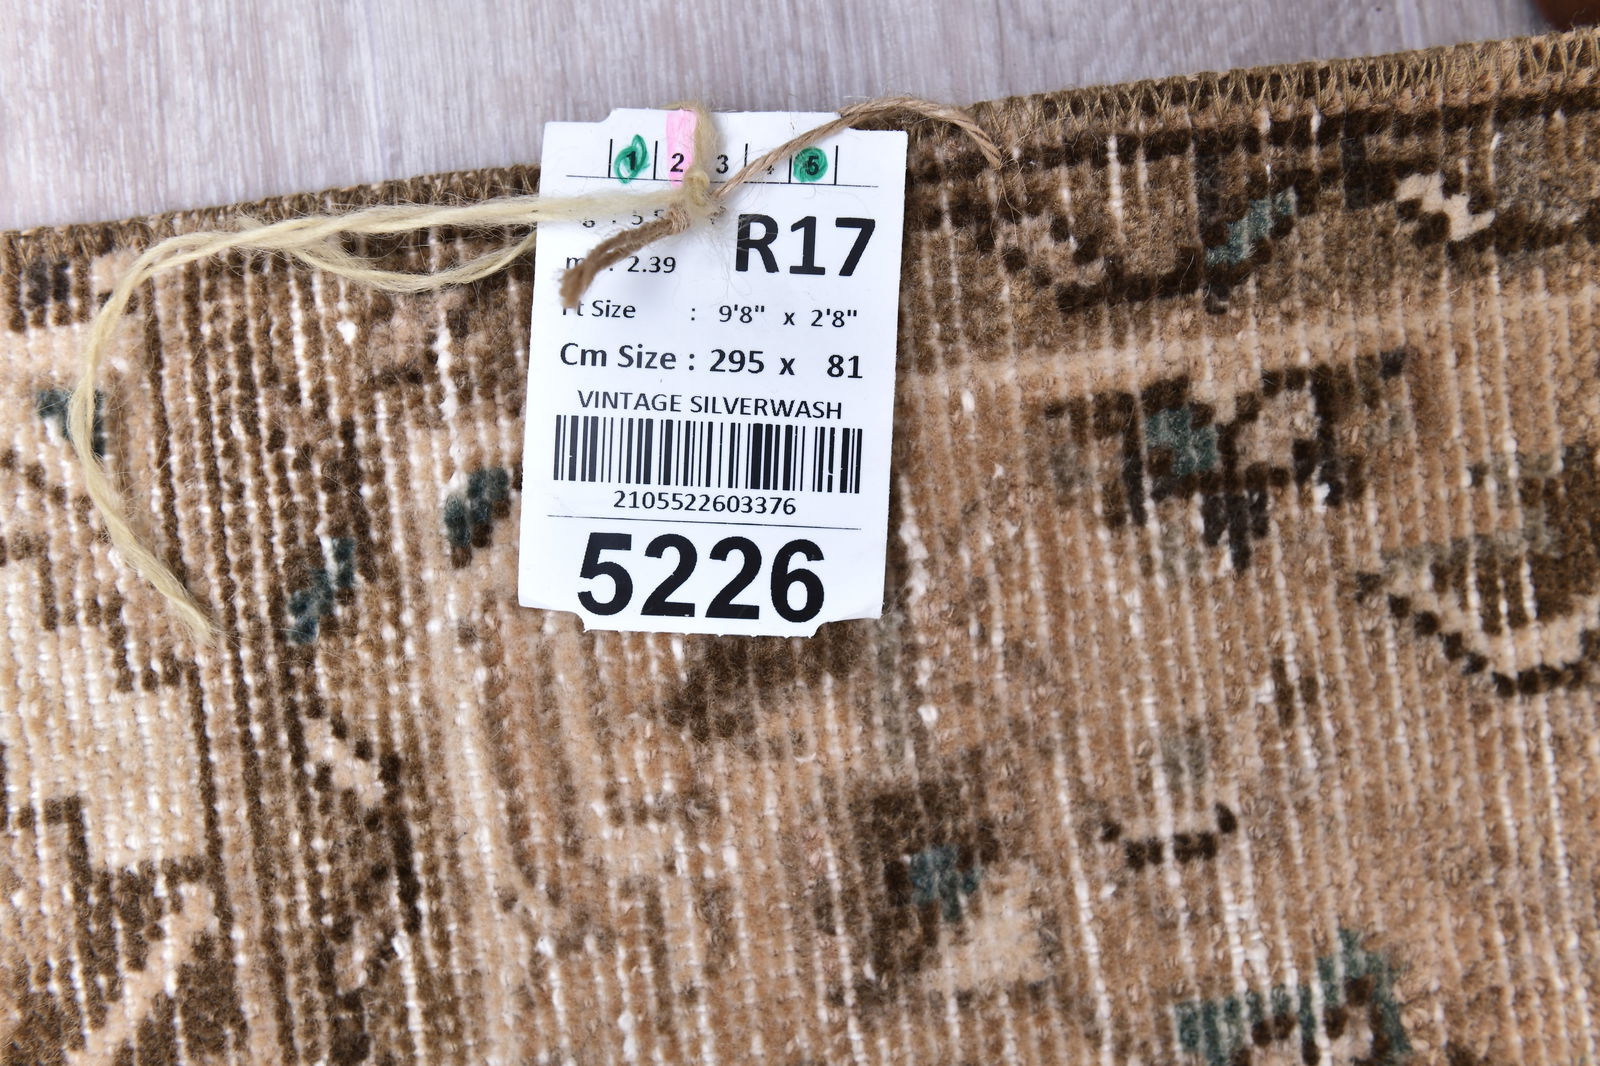 1 2 3 4 5
R17
2.39
Size : 9'8" x 2'8"
Cm Size : 295 x 81
VINTAGE SILVERWASH
2105522603376
5226